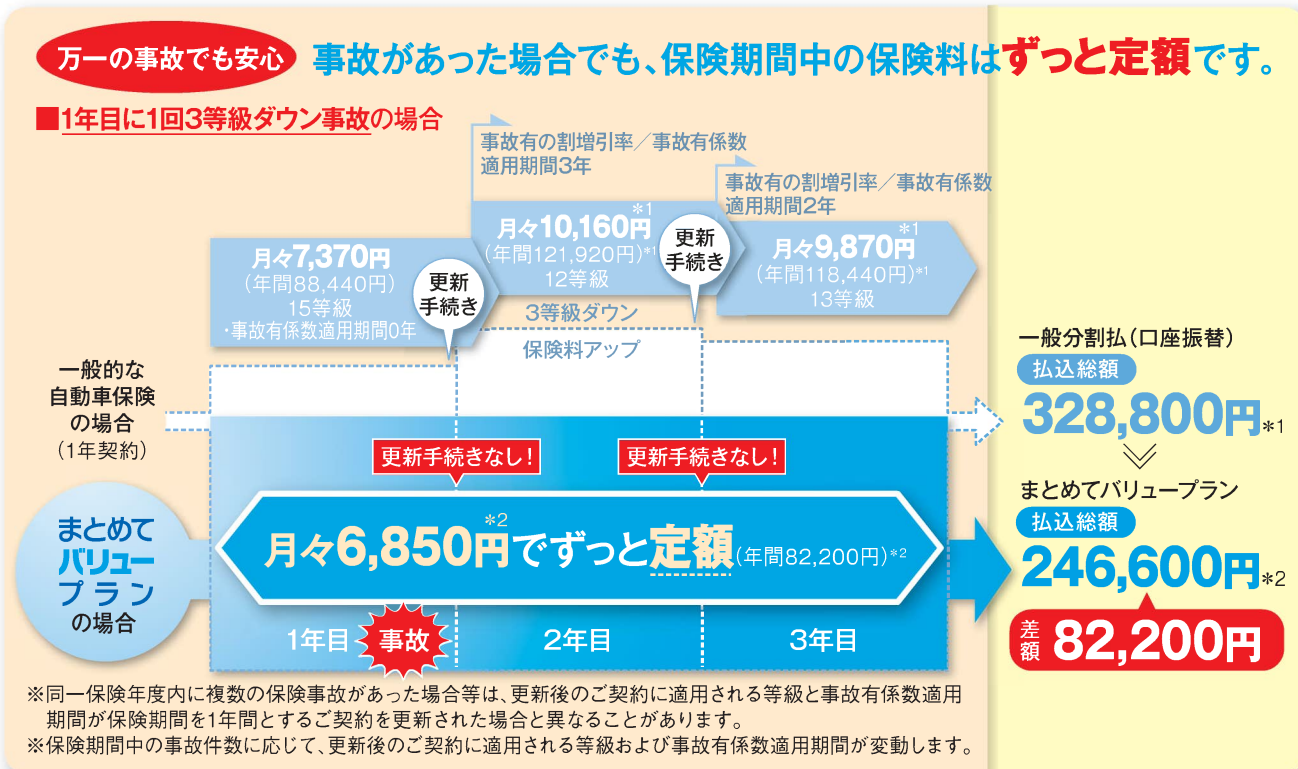 万一の事故でも安心
事故があった場合でも、保険期間中の保険料はずっと定額です。
■1年目に1回3等級ダウン事故の場合
事故有の割増引率／事故有係数
適用期間3年
事故有の割増引率／事故有係数
適用期間2年
月々7,370円
(年間88,440円)
15等級
・事故有係数適用期間0年
更新
手続き
月々10,160円*1
(年間121,920円)*1
12等級
更新
手続き
月々9,870円*1
(年間118,440円)*1
13等級
3等級ダウン
保険料アップ
一般的な
自動車保険
の場合
(1年契約)
一般分割払(口座振替)
払込総額
328,800円*1
更新手続きなし!
更新手続きなし!
まとめて
バリュー
プラン
の場合
月々6,850円*2でずっと定額(年間82,200円)*2
まとめてバリュープラン
払込総額
246,600円*2
差額 82,200円
1年目
事故
2年目
3年目
※同一保険年度内に複数の保険事故があった場合等は、更新後のご契約に適用される等級と事故有係数適用
期間が保険期間を1年間とするご契約を更新された場合と異なることがあります。
※保険期間中の事故件数に応じて、更新後のご契約に適用される等級および事故有係数適用期間が変動します。